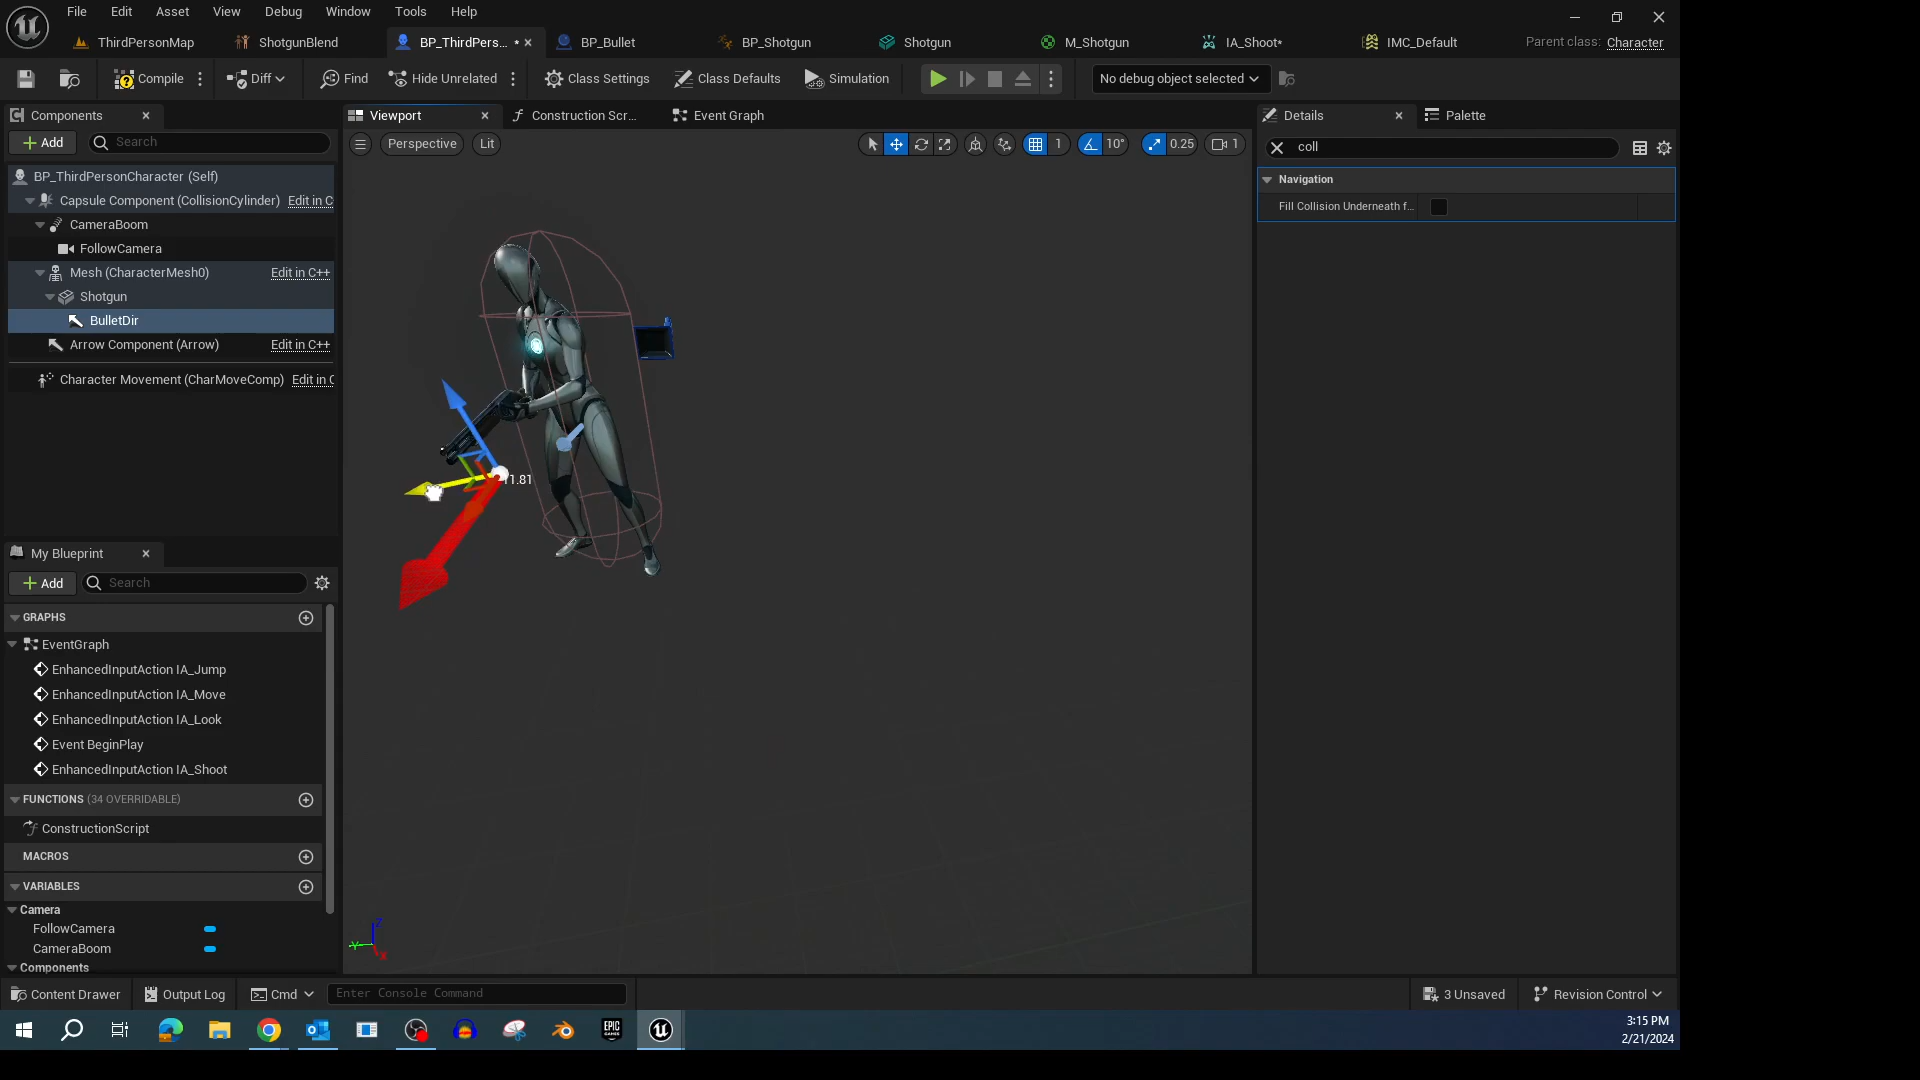 File Edit Asset View Debug Window Tools Help
ThirdPersonMap ShotgunBlend BP_ThirdPers... * BP_Bullet BP_Shotgun Shotgun M_Shotgun IA_Shoot* IMC_Default Parent class: Character
Compile Diff Find Hide Unrelated Class Settings Class Defaults Simulation No debug object selected
Components Viewport Construction Scr... Event Graph Details Palette
Add Search Perspective Lit 1 10° 0.25 1 coll
BP_ThirdPersonCharacter (Self)
Capsule Component (CollisionCylinder) Edit in C
CameraBoom
FollowCamera
Mesh (CharacterMesh0) Edit in C++
Shotgun
BulletDir
Arrow Component (Arrow) Edit in C++
Character Movement (CharMoveComp) Edit in C
Navigation
Fill Collision Underneath f...
11.81
Z
Y
X
My Blueprint
Add Search
GRAPHS
EventGraph
EnhancedInputAction IA_Jump
EnhancedInputAction IA_Move
EnhancedInputAction IA_Look
Event BeginPlay
EnhancedInputAction IA_Shoot
FUNCTIONS (34 OVERRIDABLE)
ConstructionScript
MACROS
VARIABLES
Camera
FollowCamera
CameraBoom
Components
Content Drawer Output Log Cmd Enter Console Command 3 Unsaved Revision Control
EPIC GAMES
3:15 PM
2/21/2024